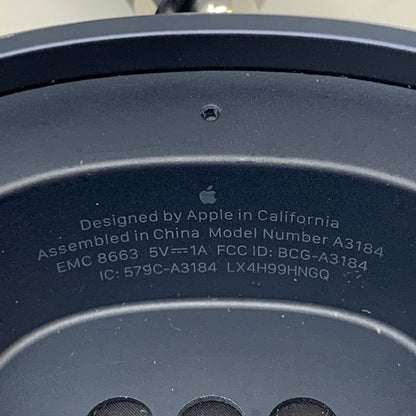 Designed by Apple in California
Assembled in China Model Number A3184
EMC 8663 5V⎓1A FCC ID: BCG-A3184
IC: 579C-A3184 LX4H99HNGQ